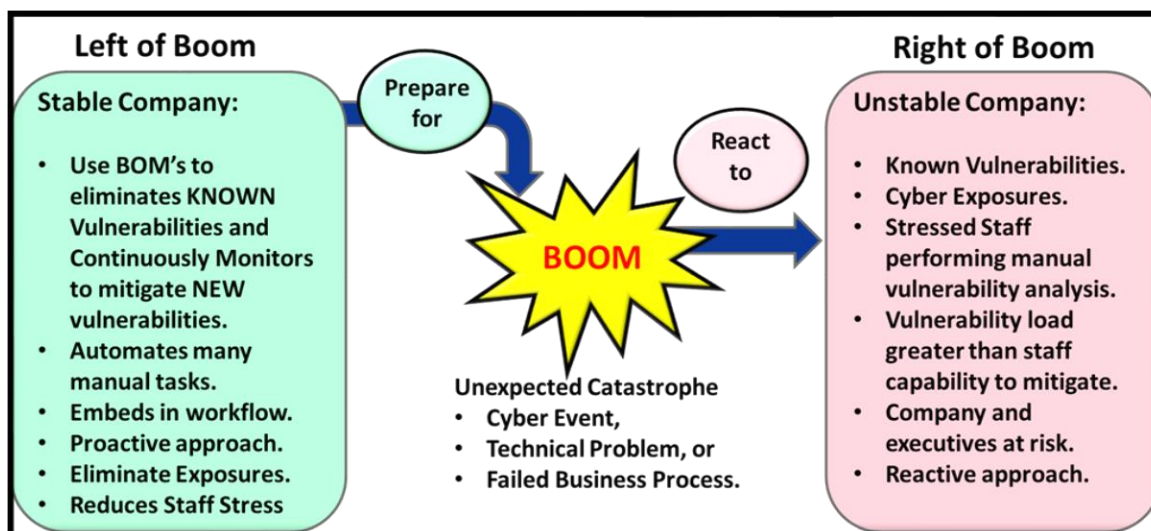 Left of Boom
Stable Company:
• Use BOM’s to
eliminates KNOWN
Vulnerabilities and
Continuously Monitors
to mitigate NEW
vulnerabilities.
• Automates many
manual tasks.
• Embeds in workflow.
• Proactive approach.
• Eliminate Exposures.
• Reduces Staff Stress
Prepare
for
BOOM
Unexpected Catastrophe
• Cyber Event,
• Technical Problem, or
• Failed Business Process.
React
to
Right of Boom
Unstable Company:
• Known Vulnerabilities.
• Cyber Exposures.
• Stressed Staff
performing manual
vulnerability analysis.
• Vulnerability load
greater than staff
capability to mitigate.
• Company and
executives at risk.
• Reactive approach.